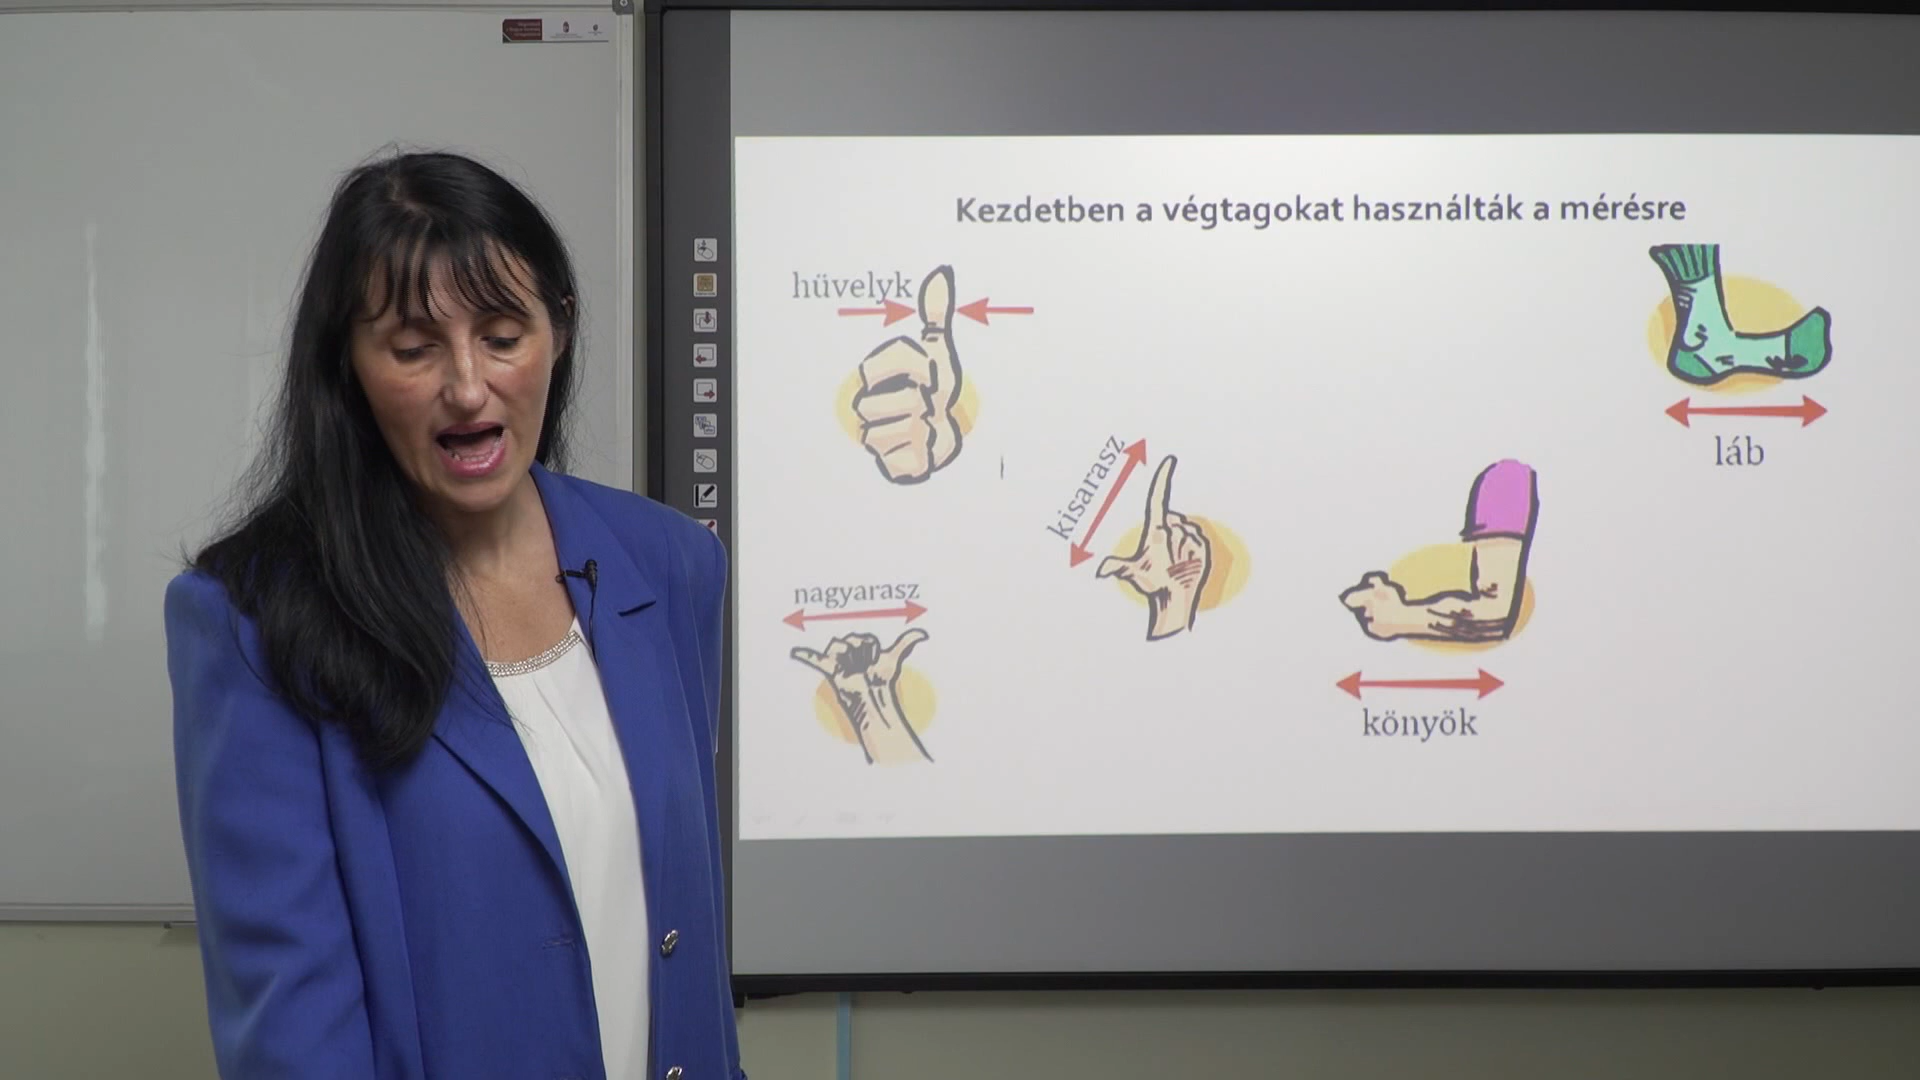 Kezdetben a végtagokat használták a mérésre
hüvelyk
kisarasz
láb
nagyarasz
könyök